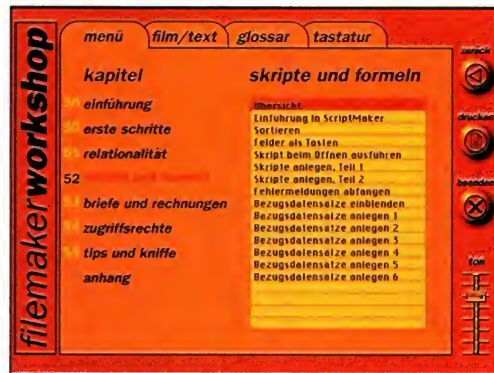 filemakerworkshop
menü film/text glossar tastatur
kapitel
einführung
erste schritte
relationalität
52
briefe und rechnungen
zugriffsrechte
tips und kniffe
anhang
skripte und formeln
Übersicht
Einführung in ScriptMaker
Sortieren
Felder als Tasten
Skript beim Öffnen ausführen
Skripte anlegen, Teil 1
Skripte anlegen, Teil 2
Fehlermeldungen abfangen
Bezugsdatensätze einblenden
Bezugsdatensätze anlegen 1
Bezugsdatensätze anlegen 2
Bezugsdatensätze anlegen 3
Bezugsdatensätze anlegen 4
Bezugsdatensätze anlegen 5
Bezugsdatensätze anlegen 6
zurück
drucken
beenden
ton